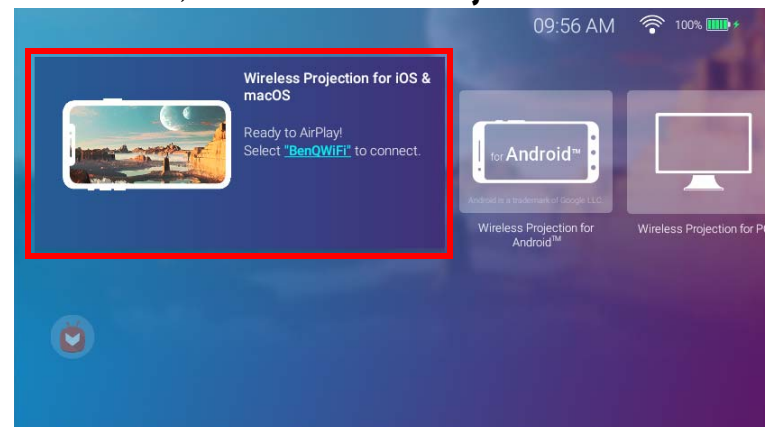 09:56 AM
100%
Wireless Projection for iOS &
macOS
Ready to AirPlay!
Select "BenQWiFi" to connect.
for Android™
Android is a trademark of Google LLC.
Wireless Projection for
Android™
Wireless Projection for P